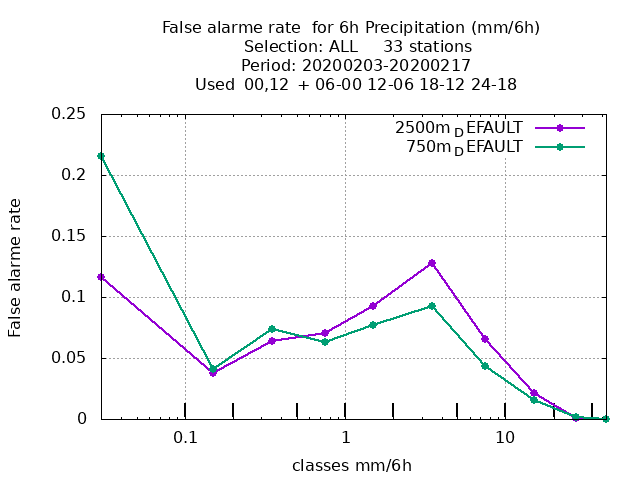 False alarme rate  for 6h Precipitation (mm/6h)
Selection: ALL     33 stations
Period: 20200203-20200217
Used  00,12  + 06-00 12-06 18-12 24-18
2500m_DEFAULT
750m_DEFAULT
False alarme rate
0.25
0.2
0.15
0.1
0.05
0
0.1 1 10
classes mm/6h